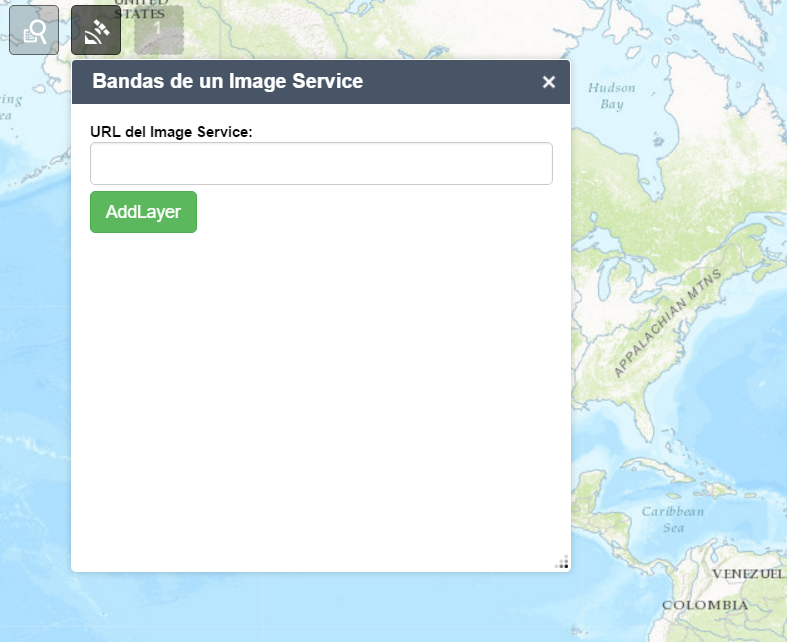 UNITED
STATES
1
Bandas de un Image Service
×
URL del Image Service:
AddLayer
Hudson
Bay
APPALACHIAN MTNS
Caribbean
Sea
VENEZUEL
COLOMBIA